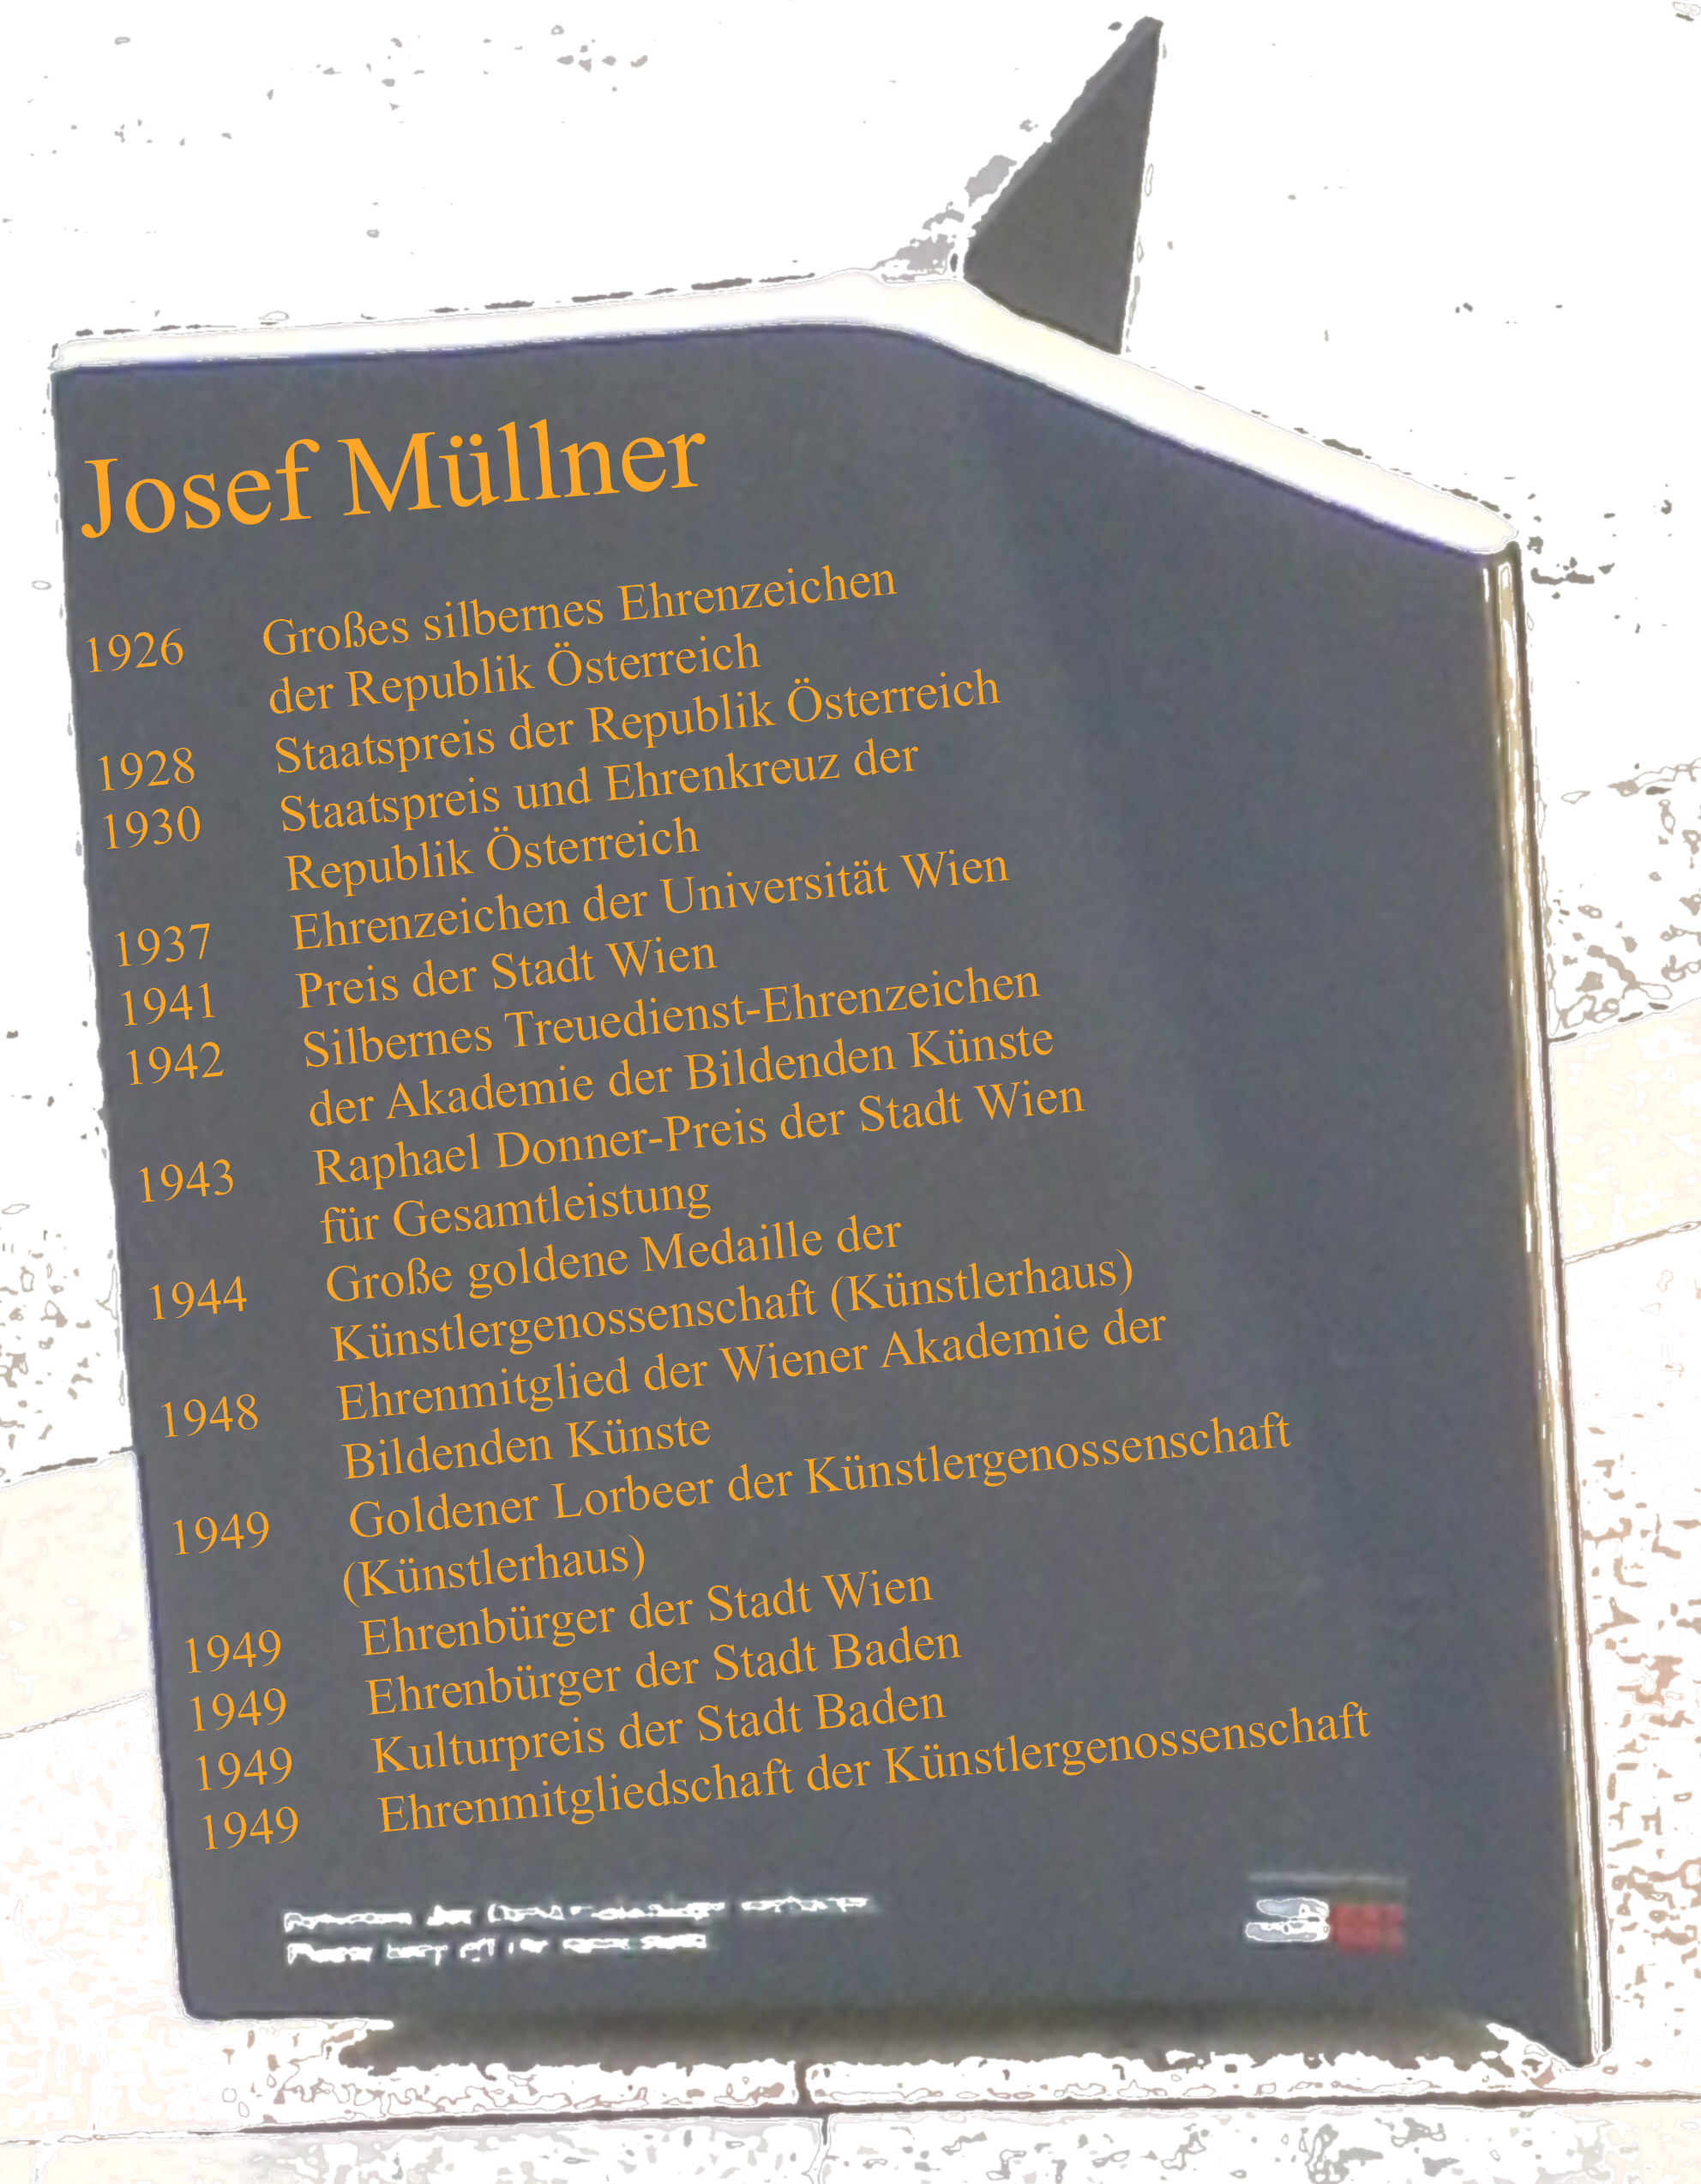 Josef Müllner
1926 Großes silbernes Ehrenzeichen
der Republik Österreich
1928 Staatspreis der Republik Österreich
1930 Staatspreis und Ehrenkreuz der
Republik Österreich
1937 Ehrenzeichen der Universität Wien
1941 Preis der Stadt Wien
1942 Silbernes Treuedienst-Ehrenzeichen
der Akademie der Bildenden Künste
1943 Raphael Donner-Preis der Stadt Wien
für Gesamtleistung
1944 Große goldene Medaille der
Künstlergenossenschaft (Künstlerhaus)
1948 Ehrenmitglied der Wiener Akademie der
Bildenden Künste
1949 Goldener Lorbeer der Künstlergenossenschaft
(Künstlerhaus)
1949 Ehrenbürger der Stadt Wien
1949 Ehrenbürger der Stadt Baden
1949 Kulturpreis der Stadt Baden
1949 Ehrenmitgliedschaft der Künstlergenossenschaft